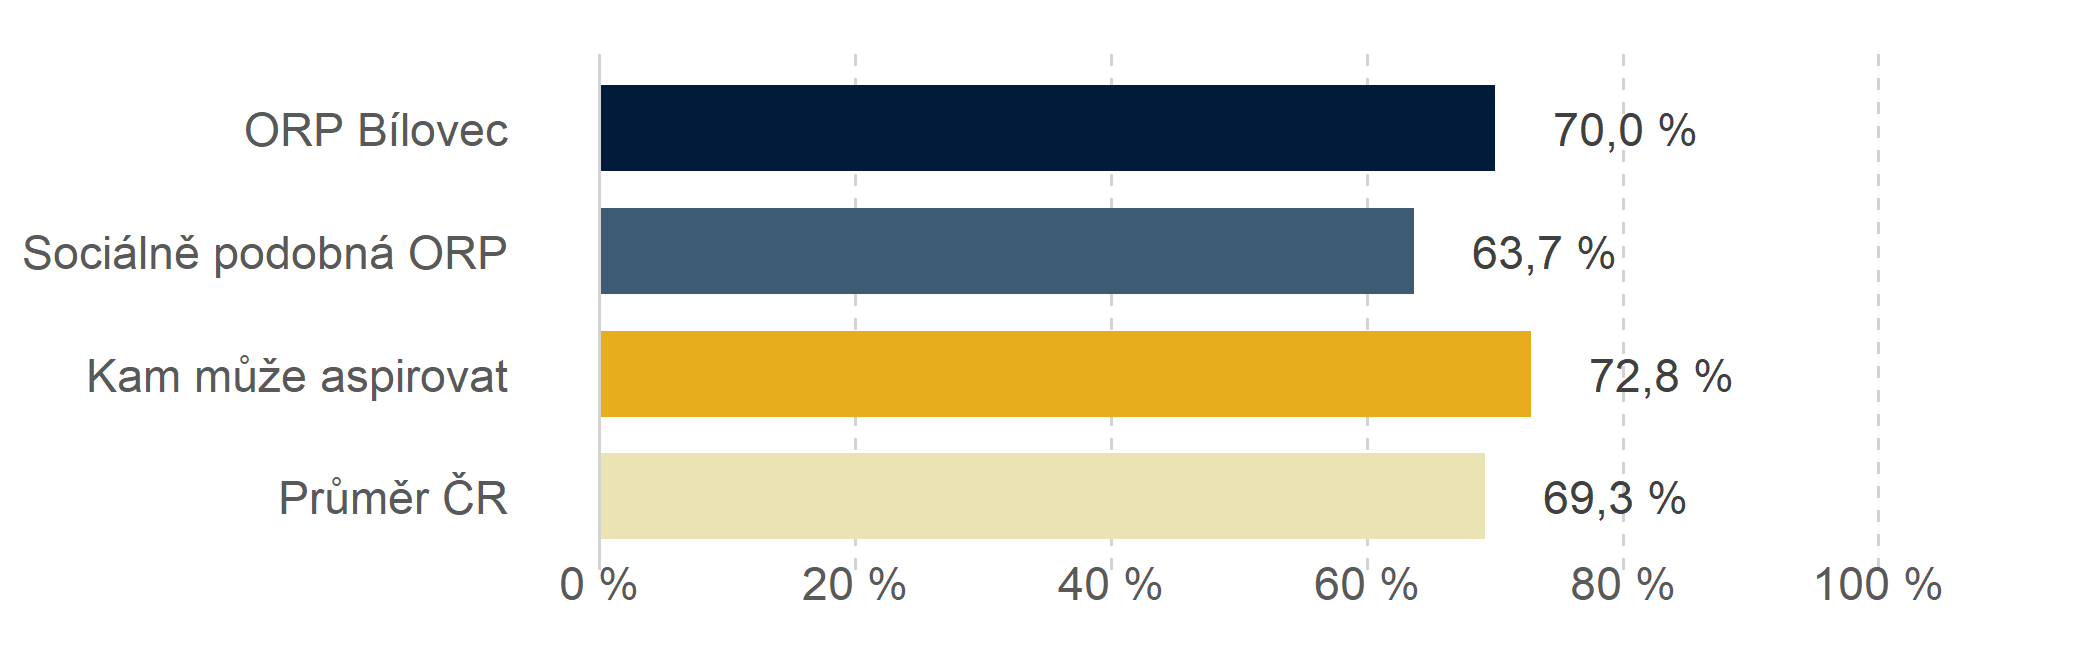 ORP Bílovec
70,0 %
Sociálně podobná ORP
63,7 %
Kam může aspirovat
72,8 %
Průměr ČR
69,3 %
0 %
20 %
40 %
60 %
80 %
100 %